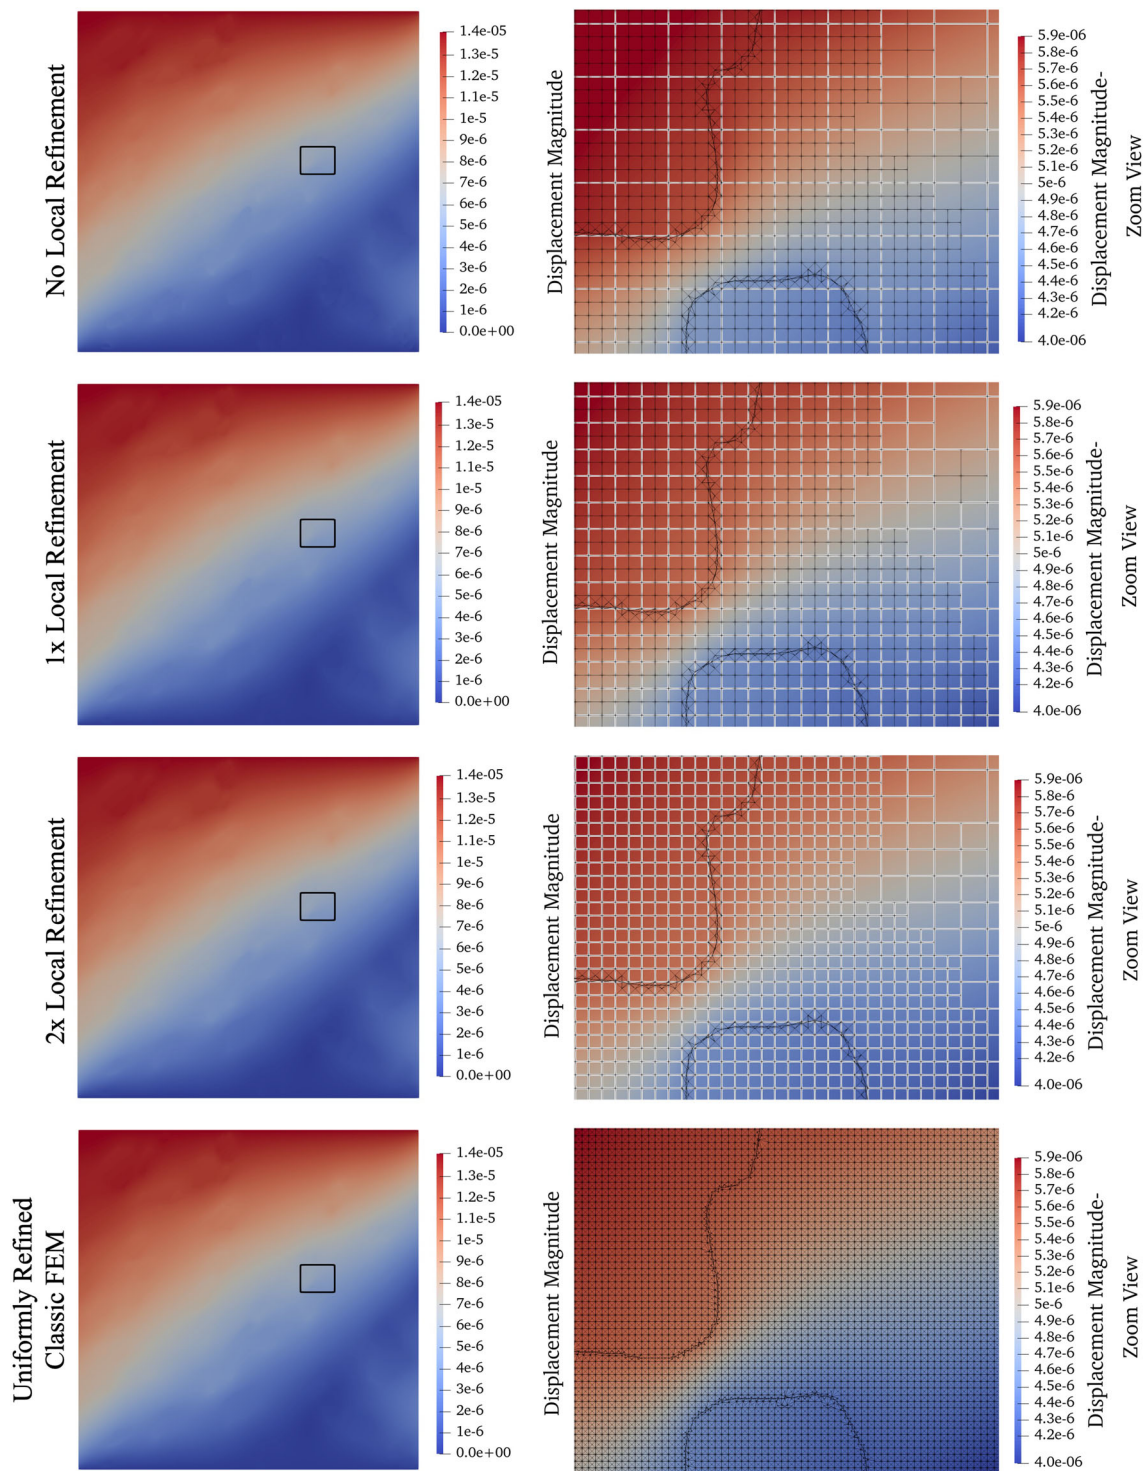 No Local Refinement
1.4e-05
1.3e-5
1.2e-5
1.1e-5
1e-5
9e-6
8e-6
7e-6
6e-6
5e-6
4e-6
3e-6
2e-6
1e-6
0.0e+00
Displacement Magnitude
5.9e-06
5.8e-6
5.7e-6
5.6e-6
5.5e-6
5.4e-6
5.3e-6
5.2e-6
5.1e-6
5e-6
4.9e-6
4.8e-6
4.7e-6
4.6e-6
4.5e-6
4.4e-6
4.3e-6
4.2e-6
4.0e-06
Displacement Magnitude-
Zoom View
1x Local Refinement
1.4e-05
1.3e-5
1.2e-5
1.1e-5
1e-5
9e-6
8e-6
7e-6
6e-6
5e-6
4e-6
3e-6
2e-6
1e-6
0.0e+00
Displacement Magnitude
5.9e-06
5.8e-6
5.7e-6
5.6e-6
5.5e-6
5.4e-6
5.3e-6
5.2e-6
5.1e-6
5e-6
4.9e-6
4.8e-6
4.7e-6
4.6e-6
4.5e-6
4.4e-6
4.3e-6
4.2e-6
4.0e-06
Displacement Magnitude-
Zoom View
2x Local Refinement
1.4e-05
1.3e-5
1.2e-5
1.1e-5
1e-5
9e-6
8e-6
7e-6
6e-6
5e-6
4e-6
3e-6
2e-6
1e-6
0.0e+00
Displacement Magnitude
5.9e-06
5.8e-6
5.7e-6
5.6e-6
5.5e-6
5.4e-6
5.3e-6
5.2e-6
5.1e-6
5e-6
4.9e-6
4.8e-6
4.7e-6
4.6e-6
4.5e-6
4.4e-6
4.3e-6
4.2e-6
4.0e-06
Displacement Magnitude-
Zoom View
Uniformly Refined
Classic FEM
1.4e-05
1.3e-5
1.2e-5
1.1e-5
1e-5
9e-6
8e-6
7e-6
6e-6
5e-6
4e-6
3e-6
2e-6
1e-6
0.0e+00
Displacement Magnitude
5.9e-06
5.8e-6
5.7e-6
5.6e-6
5.5e-6
5.4e-6
5.3e-6
5.2e-6
5.1e-6
5e-6
4.9e-6
4.8e-6
4.7e-6
4.6e-6
4.5e-6
4.4e-6
4.3e-6
4.2e-6
4.0e-06
Displacement Magnitude-
Zoom View